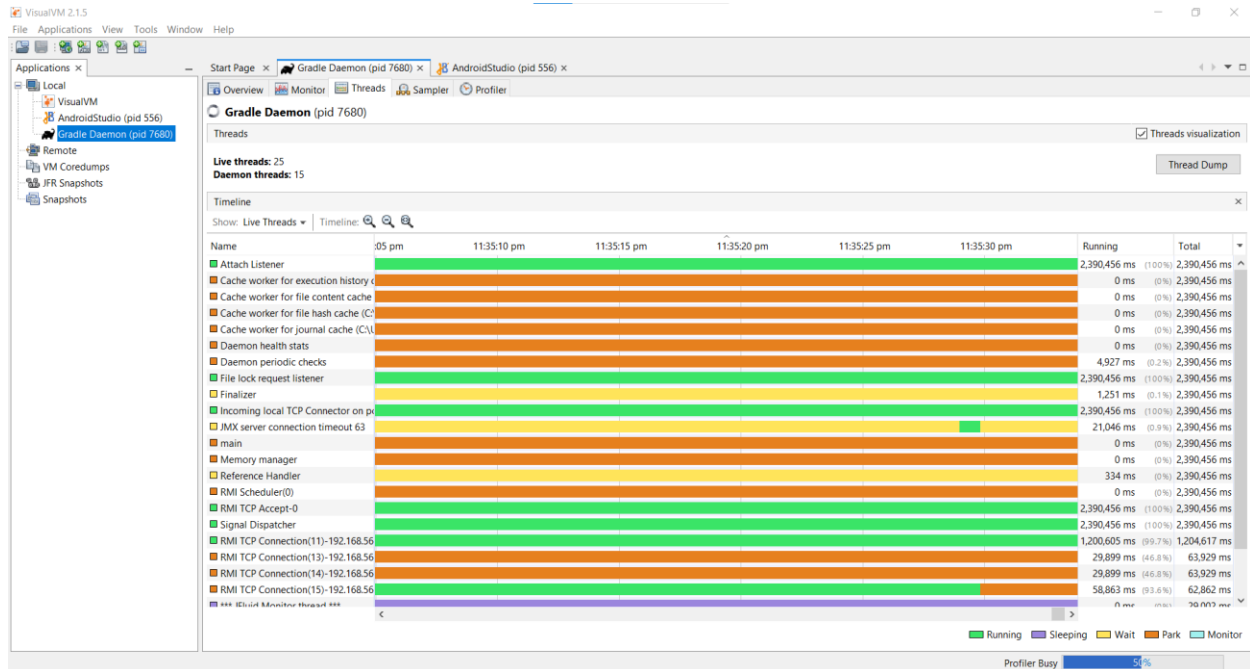 VisualVM 2.1.5
File Applications View Tools Window Help
Applications × Start Page × Gradle Daemon (pid 7680) × AndroidStudio (pid 556) ×
Local
VisualVM
AndroidStudio (pid 556)
Gradle Daemon (pid 7680)
Remote
VM Coredumps
JFR Snapshots
Snapshots
Overview Monitor Threads Sampler Profiler
Gradle Daemon (pid 7680)
Threads Threads visualization
Live threads: 25
Daemon threads: 15
Thread Dump
Timeline ×
Show: Live Threads Timeline:
Name :05 pm 11:35:10 pm 11:35:15 pm 11:35:20 pm 11:35:25 pm 11:35:30 pm Running Total
Attach Listener 2,390,456 ms (100%) 2,390,456 ms
Cache worker for execution history c 0 ms (0%) 2,390,456 ms
Cache worker for file content cache 0 ms (0%) 2,390,456 ms
Cache worker for file hash cache (C:\ 0 ms (0%) 2,390,456 ms
Cache worker for journal cache (C:\U 0 ms (0%) 2,390,456 ms
Daemon health stats 0 ms (0%) 2,390,456 ms
Daemon periodic checks 4,927 ms (0.2%) 2,390,456 ms
File lock request listener 2,390,456 ms (100%) 2,390,456 ms
Finalizer 1,251 ms (0.1%) 2,390,456 ms
Incoming local TCP Connector on po 2,390,456 ms (100%) 2,390,456 ms
JMX server connection timeout 63 21,046 ms (0.9%) 2,390,456 ms
main 0 ms (0%) 2,390,456 ms
Memory manager 0 ms (0%) 2,390,456 ms
Reference Handler 334 ms (0%) 2,390,456 ms
RMI Scheduler(0) 0 ms (0%) 2,390,456 ms
RMI TCP Accept-0 2,390,456 ms (100%) 2,390,456 ms
Signal Dispatcher 2,390,456 ms (100%) 2,390,456 ms
RMI TCP Connection(11)-192.168.56 1,200,605 ms (99.7%) 1,204,617 ms
RMI TCP Connection(13)-192.168.56 29,899 ms (46.8%) 63,929 ms
RMI TCP Connection(14)-192.168.56 29,899 ms (46.8%) 63,929 ms
RMI TCP Connection(15)-192.168.56 58,863 ms (93.6%) 62,862 ms
*** JFluid Monitor thread *** 0 ms (0%) 29,002 ms
Running Sleeping Wait Park Monitor
Profiler Busy 50%